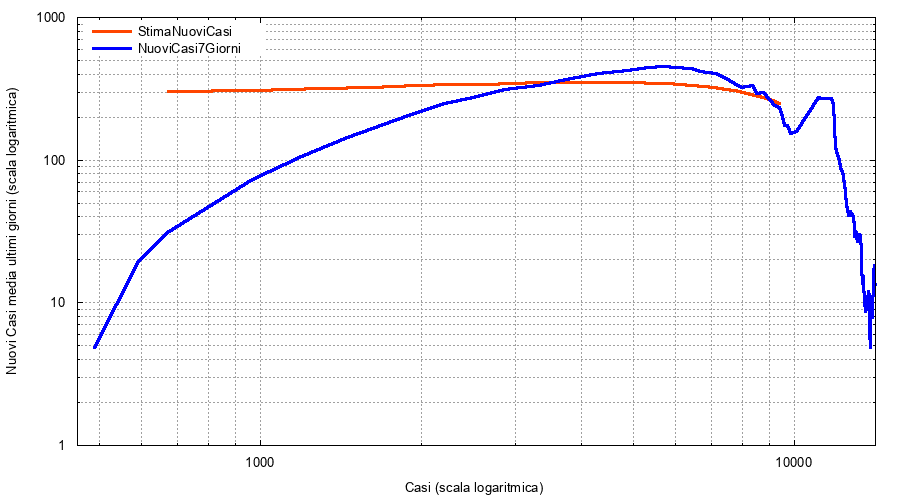 1000
StimaNuoviCasi
NuoviCasi7Giorni
100
10
1
1000
10000
Nuovi Casi media ultimi giorni (scala logaritmica)
Casi (scala logaritmica)